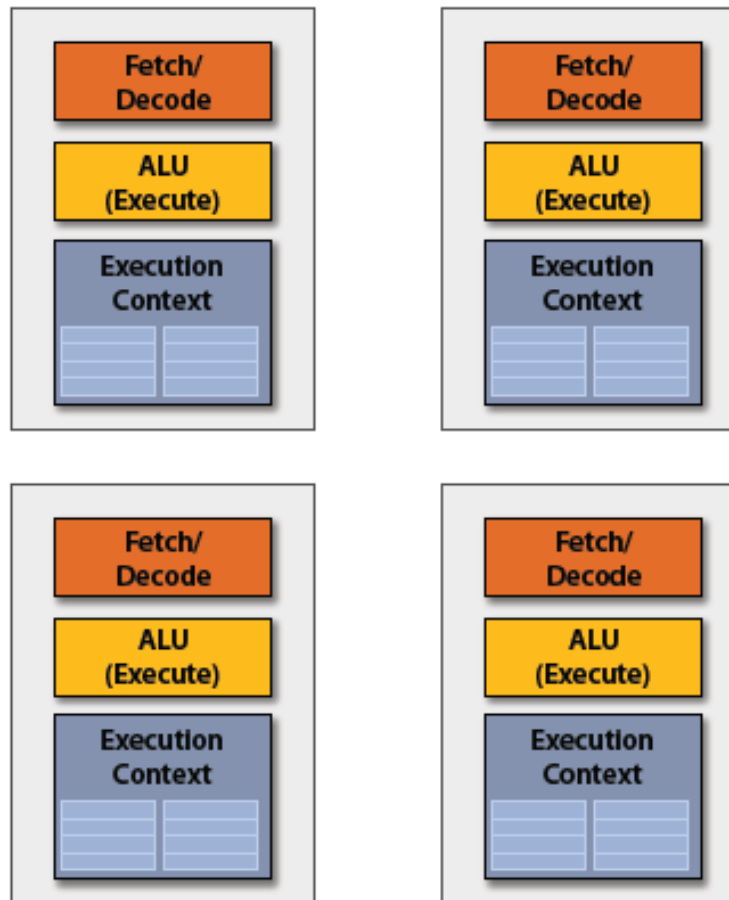 Fetch/
Decode
ALU
(Execute)
Execution
Context
Fetch/
Decode
ALU
(Execute)
Execution
Context
Fetch/
Decode
ALU
(Execute)
Execution
Context
Fetch/
Decode
ALU
(Execute)
Execution
Context